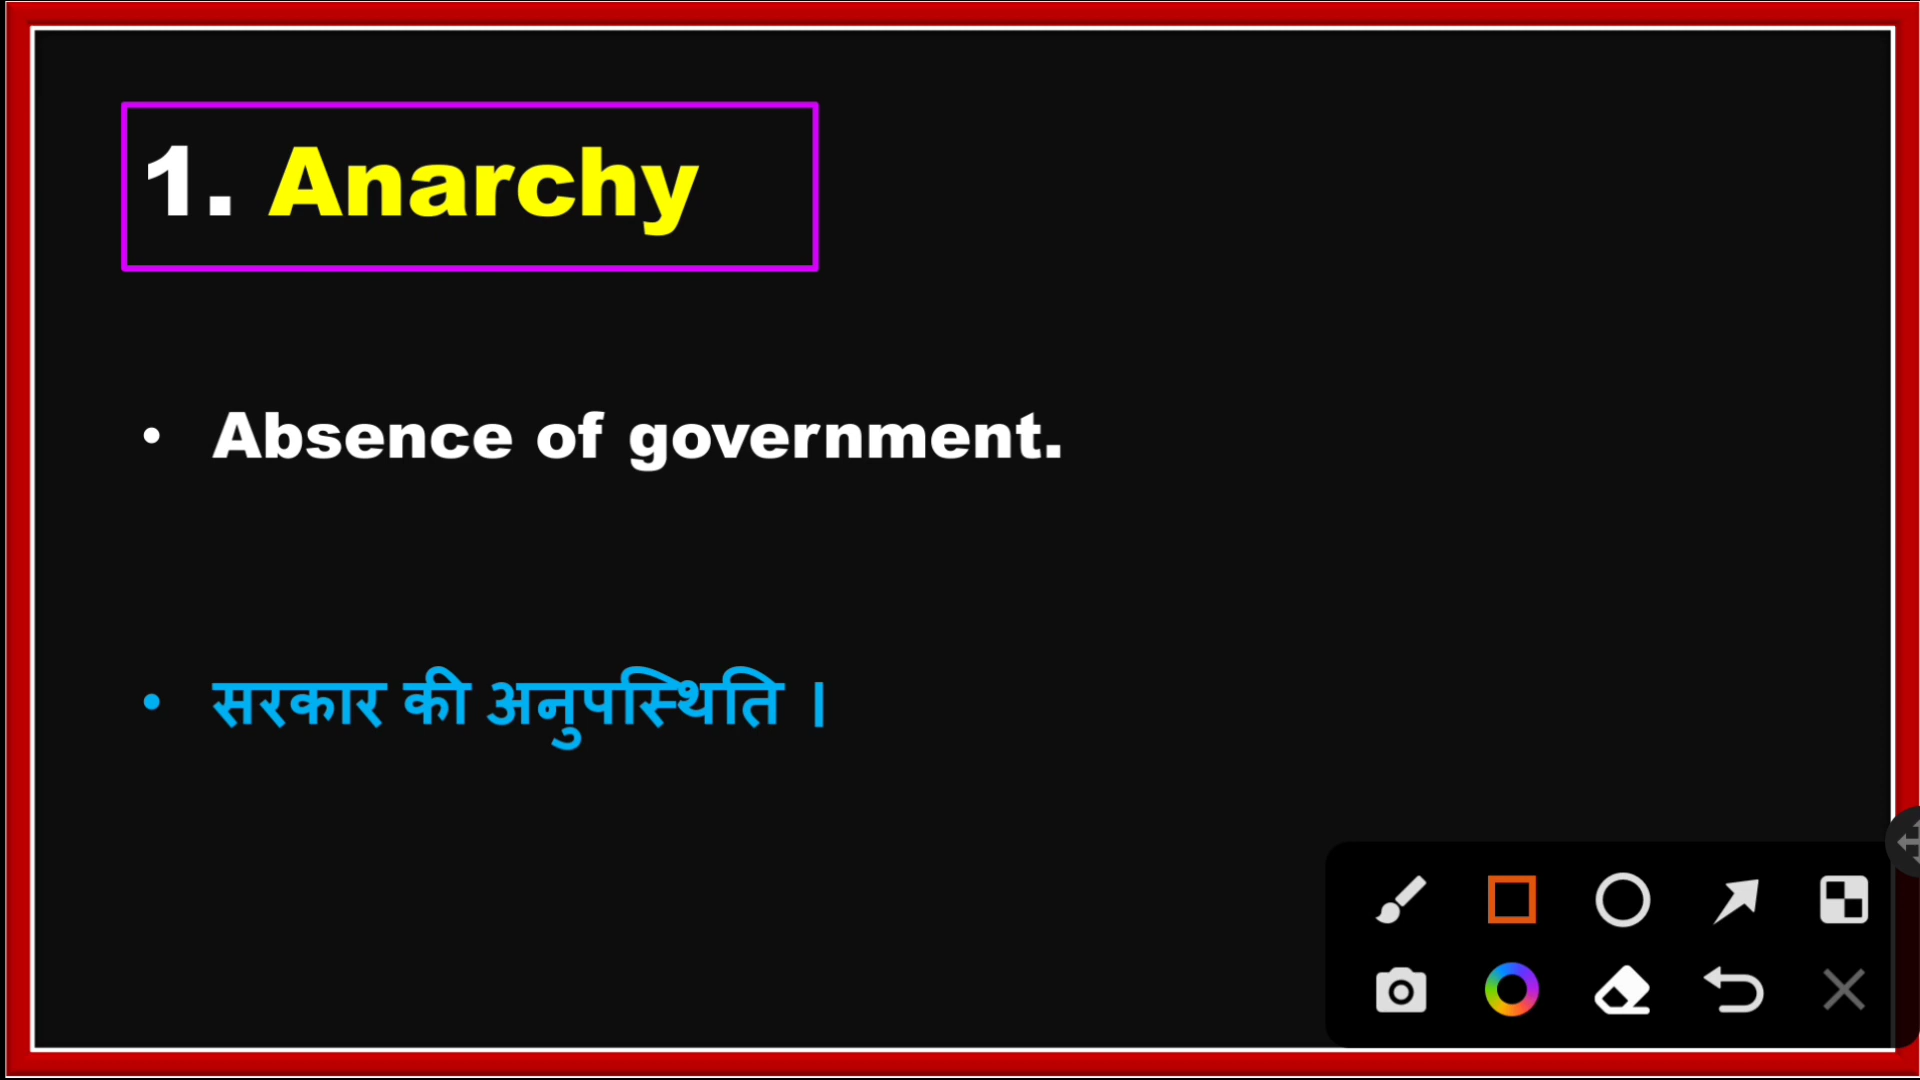 1. Anarchy
• Absence of government.
• सरकार की अनुपस्थिति ।